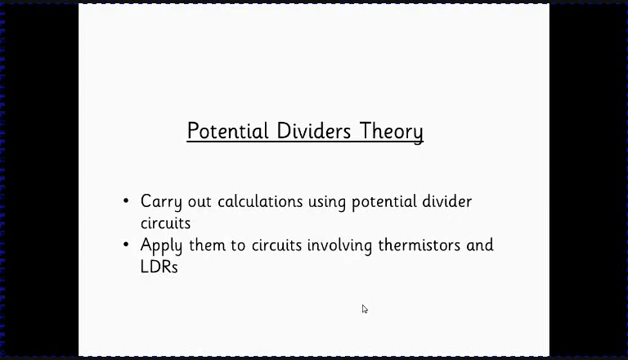 Potential Dividers Theory
• Carry out calculations using potential divider
circuits
• Apply them to circuits involving thermistors and
LDRs